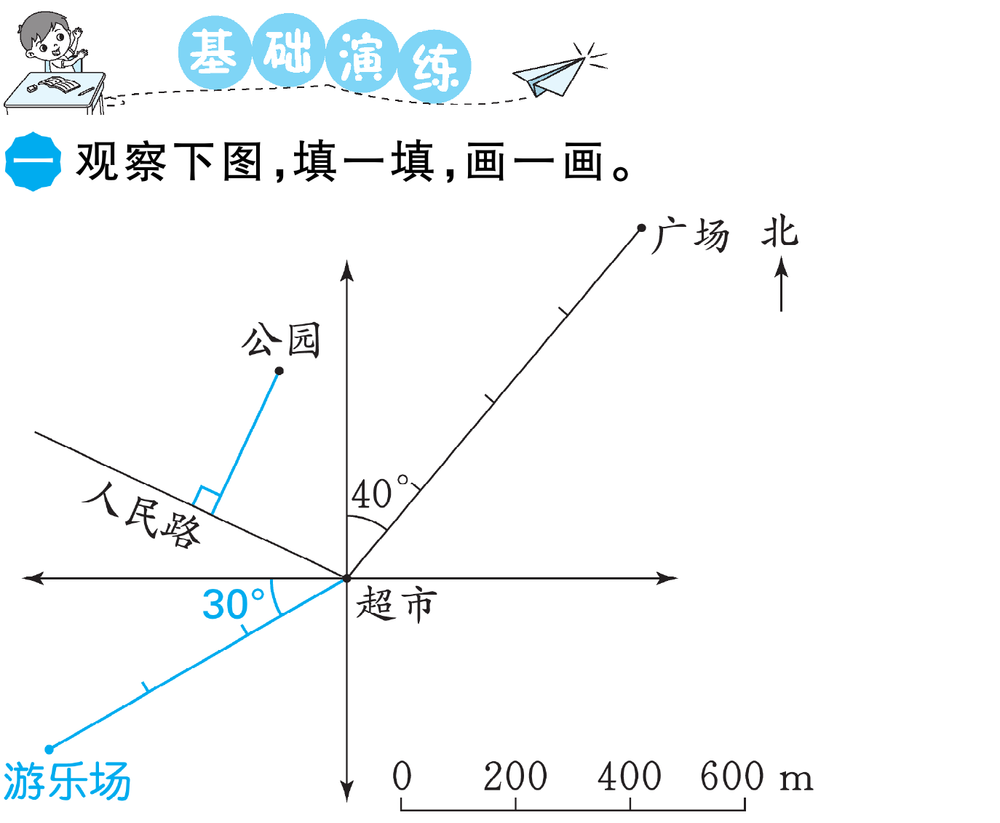 基础演练
一 观察下图,填一填,画一画。
广场 北
公园
40°
人民路
30°
超市
游乐场
0 200 400 600 m